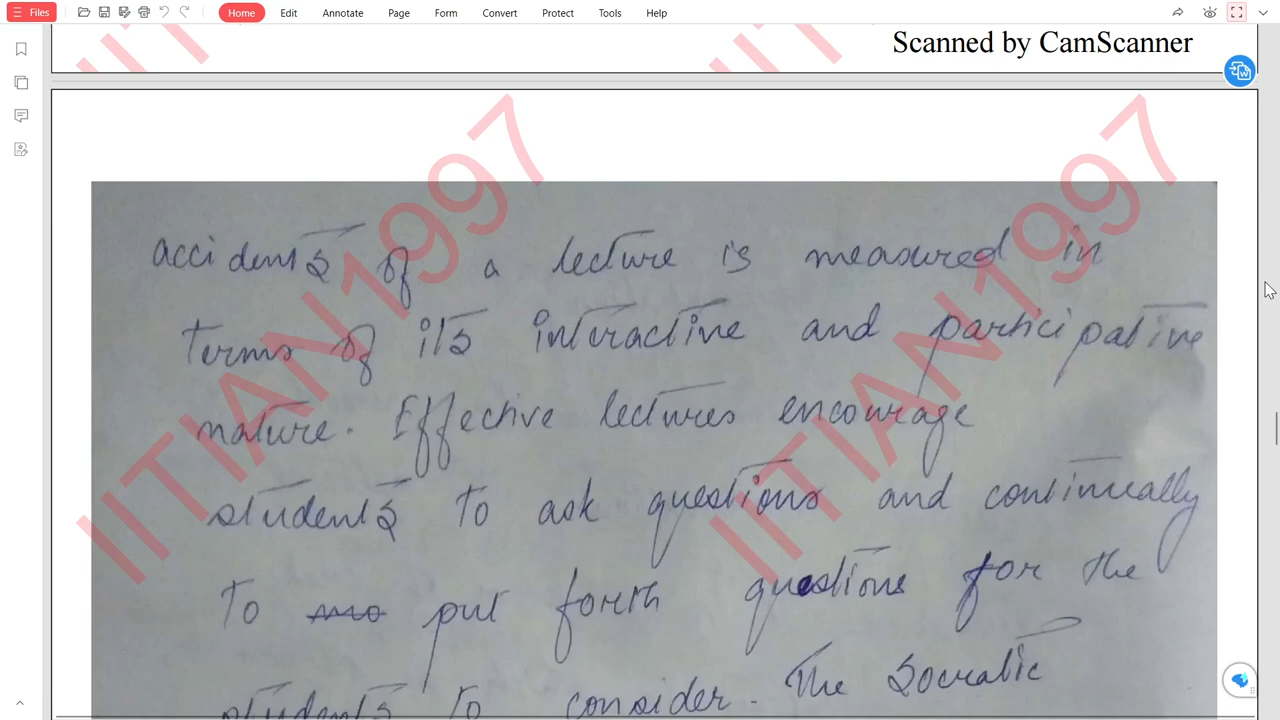 Files
Home Edit Annotate Page Form Convert Protect Tools Help
Scanned by CamScanner
accidents of a lecture is measured in
terms of its interactive and participative
nature. Effective lectures encourage
students to ask questions and continually
to put forth questions for the
students to consider. The Socratic
IITIAN1997
IITIAN1997